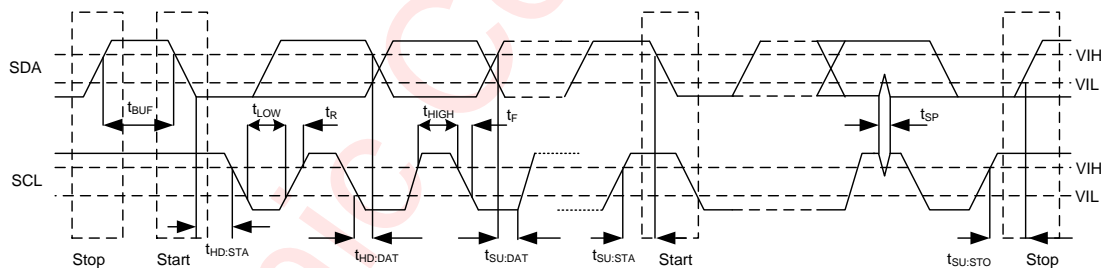 SDA
VIH
VIL
tBUF
tLOW
tR
tHIGH
tF
tSP
SCL
VIH
VIL
tHD:STA
tHD:DAT
tSU:DAT
tSU:STA
tSU:STO
Stop
Start
Start
Stop